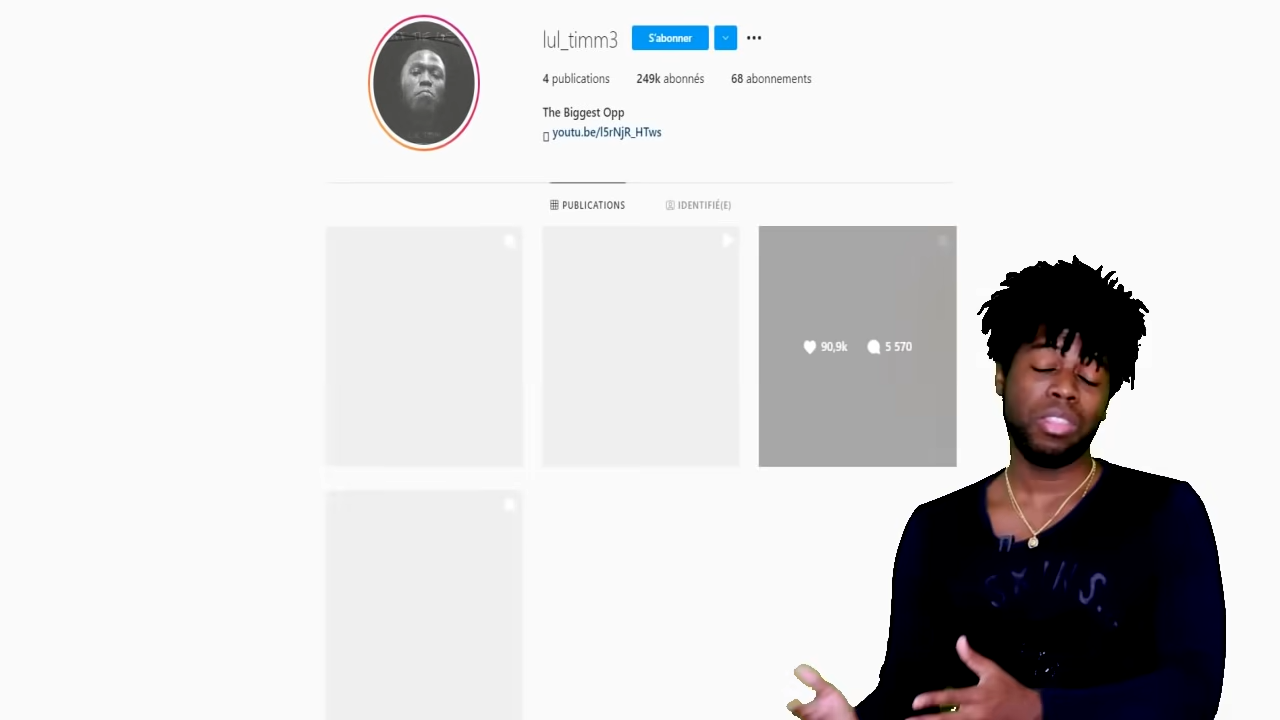 lul_timm3 S'abonner
4 publications 249k abonnés 68 abonnements
The Biggest Opp
youtu.be/l5rNjR_HTws
PUBLICATIONS IDENTIFIÉ(E)
90,9k 5 570